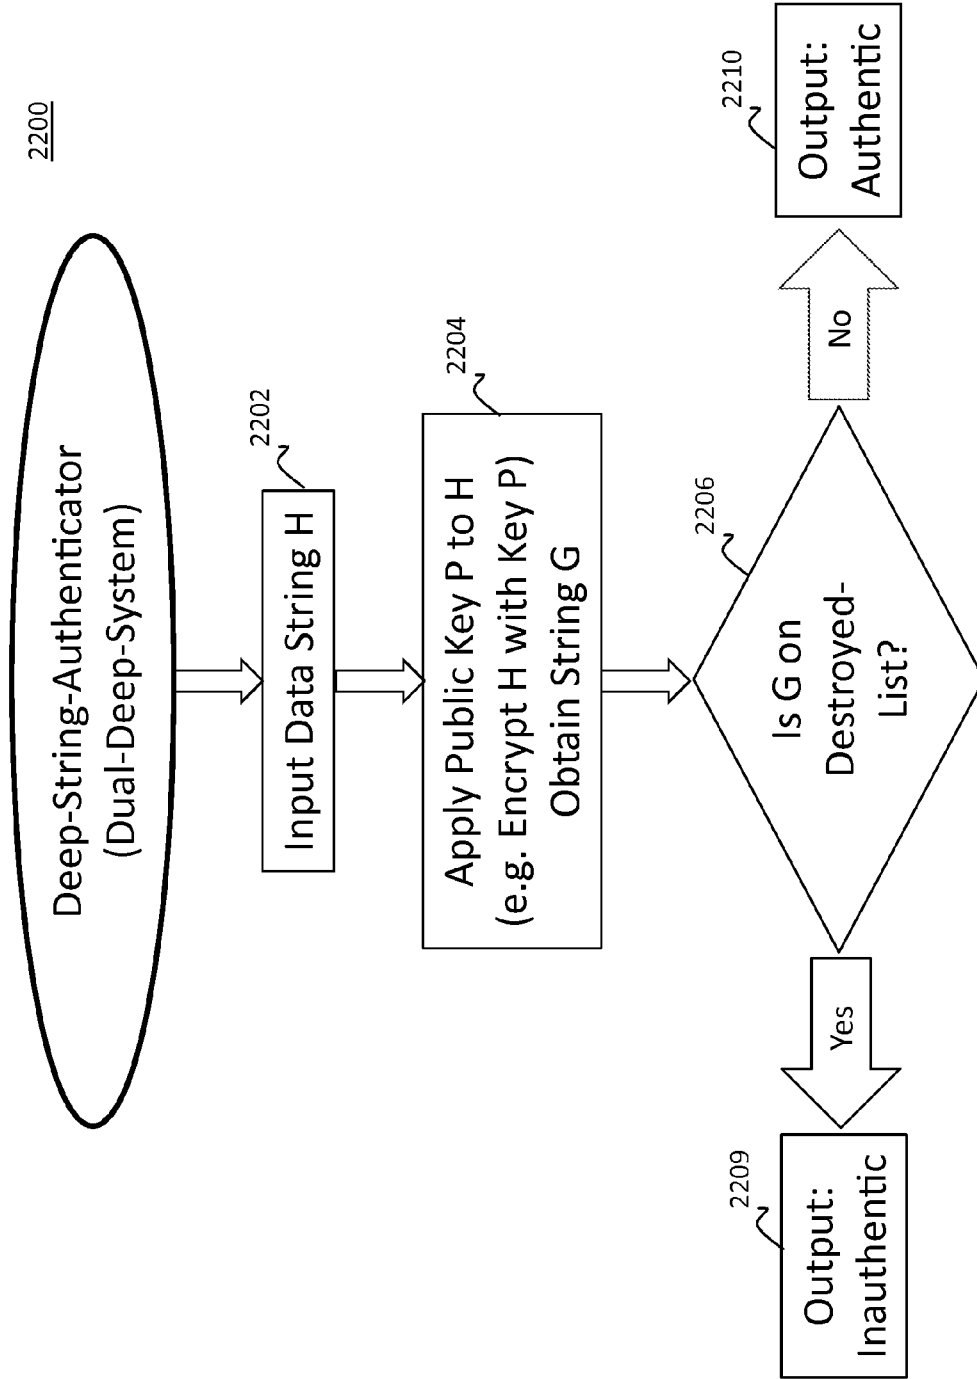 2200
Deep-String-Authenticator
(Dual-Deep-System)
2202
Input Data String H
2204
Apply Public Key P to H
(e.g. Encrypt H with Key P)
Obtain String G
2206
Is G on
Destroyed-
List?
Yes
No
2209
Output:
Inauthentic
2210
Output:
Authentic